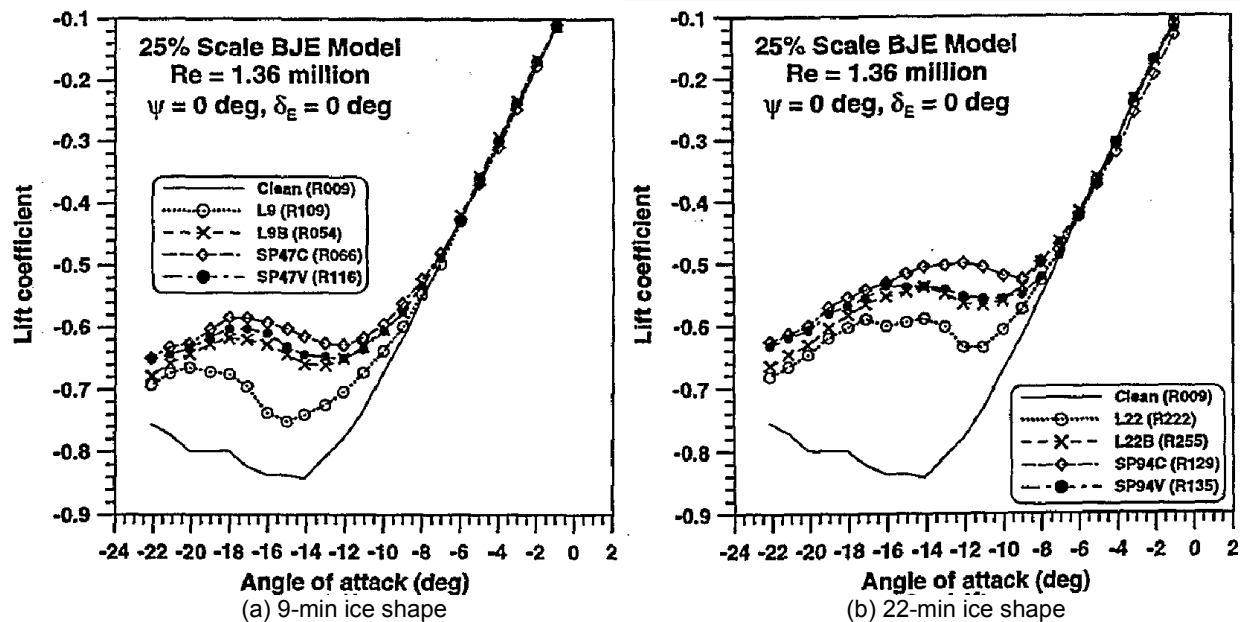 25% Scale BJE Model
Re = 1.36 million
ψ = 0 deg, δE = 0 deg
-0.1
-0.2
-0.3
-0.4
-0.5
-0.6
-0.7
-0.8
-0.9
Lift coefficient
Clean (R009)
L9 (R109)
L9B (R054)
SP47C (R066)
SP47V (R116)
-24 -22 -20 -18 -16 -14 -12 -10 -8 -6 -4 -2 0 2
Angle of attack (deg)
(a) 9-min ice shape
25% Scale BJE Model
Re = 1.36 million
ψ = 0 deg, δE = 0 deg
-0.1
-0.2
-0.3
-0.4
-0.5
-0.6
-0.7
-0.8
-0.9
Lift coefficient
Clean (R009)
L22 (R222)
L22B (R255)
SP94C (R129)
SP94V (R135)
-24 -22 -20 -18 -16 -14 -12 -10 -8 -6 -4 -2 0 2
Angle of attack (deg)
(b) 22-min ice shape